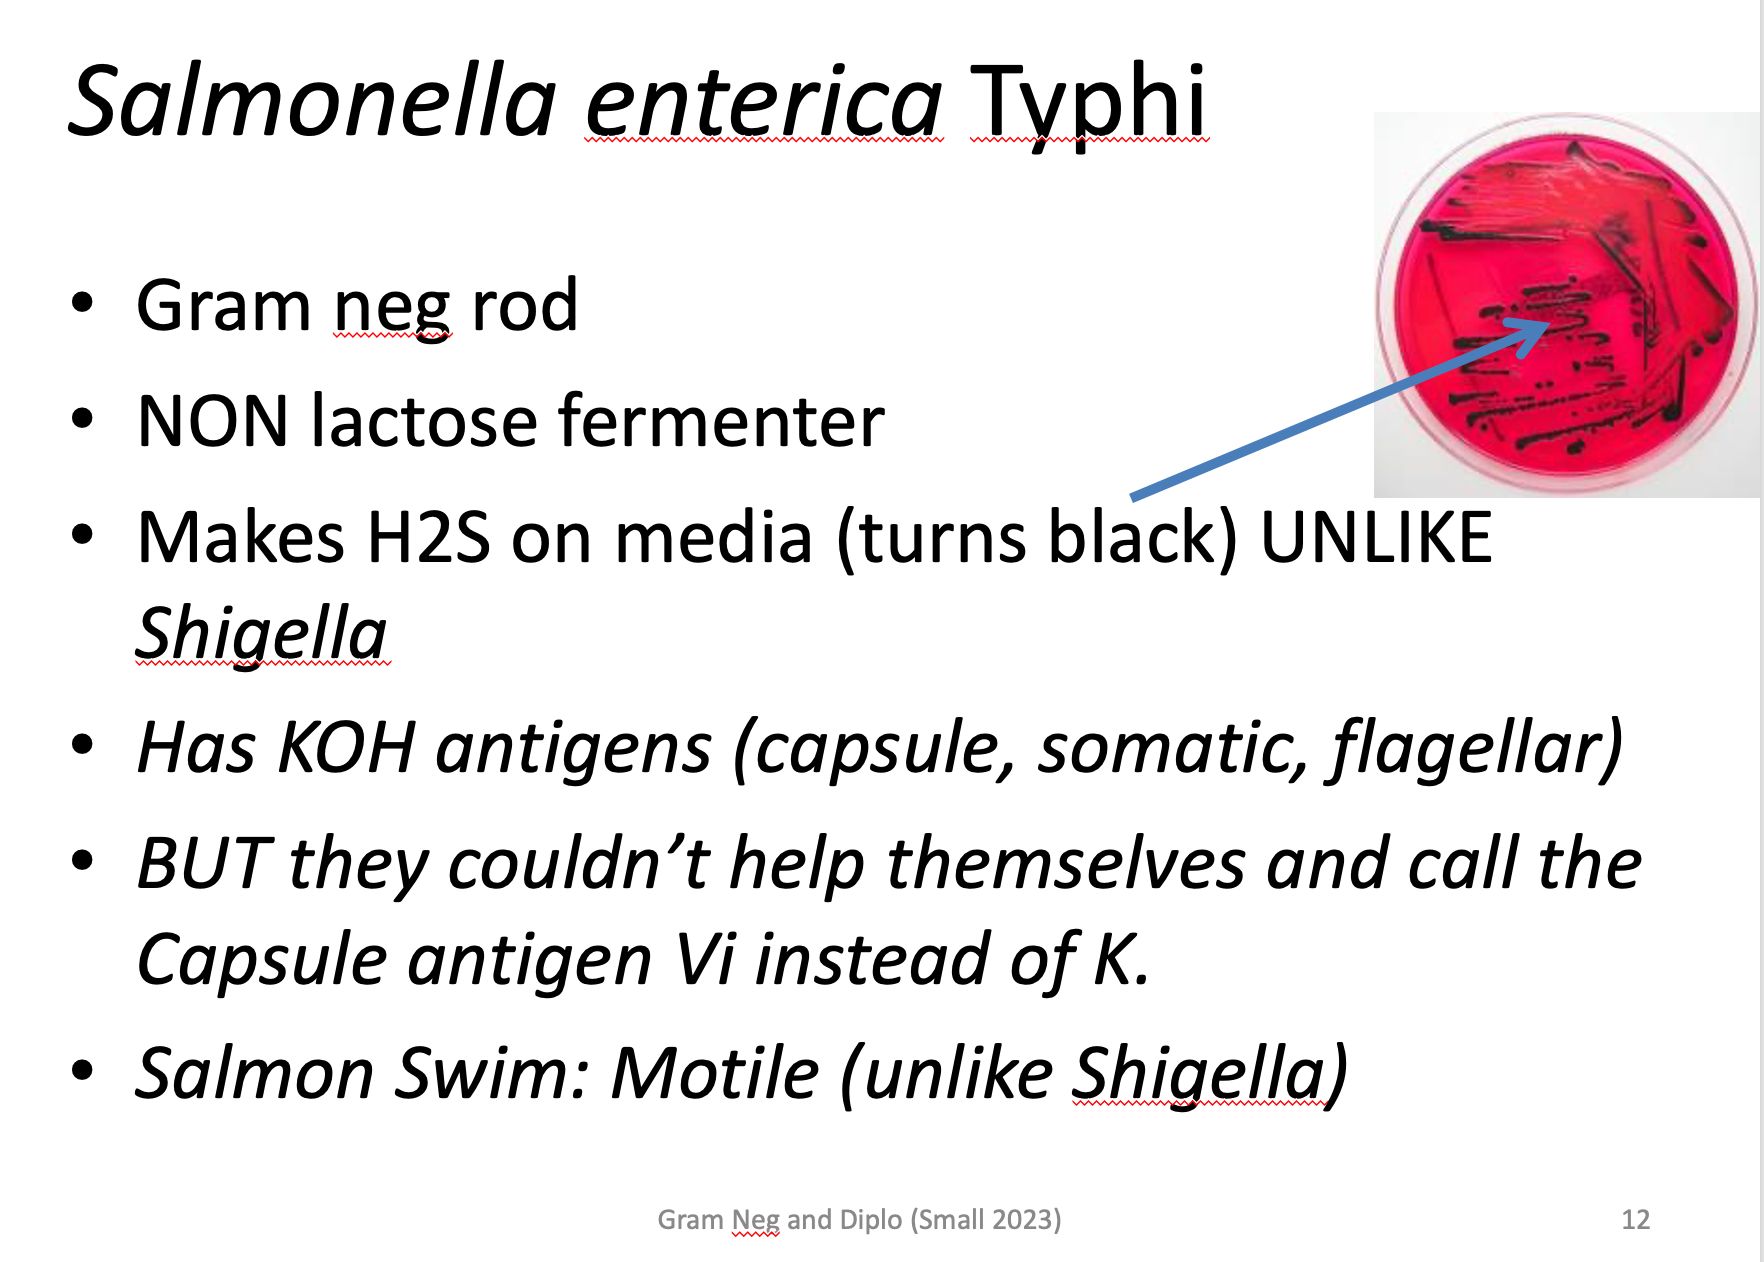 Salmonella enterica Typhi
• Gram neg rod
• NON lactose fermenter
• Makes H2S on media (turns black) UNLIKE
Shigella
• Has KOH antigens (capsule, somatic, flagellar)
• BUT they couldn’t help themselves and call the
Capsule antigen Vi instead of K.
• Salmon Swim: Motile (unlike Shigella)
Gram Neg and Diplo (Small 2023)
12